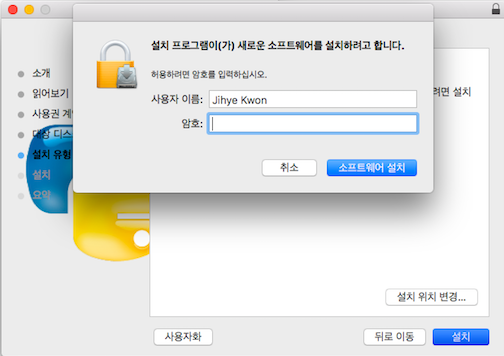 설치 프로그램이(가) 새로운 소프트웨어를 설치하려고 합니다.
허용하려면 암호를 입력하십시오.
사용자 이름: Jihye Kwon
암호:
취소
소프트웨어 설치
소개
읽어보기
사용권 계
대상 디스
설치 유형
설치
요약
려면 설치
설치 위치 변경...
사용자화
뒤로 이동
설치